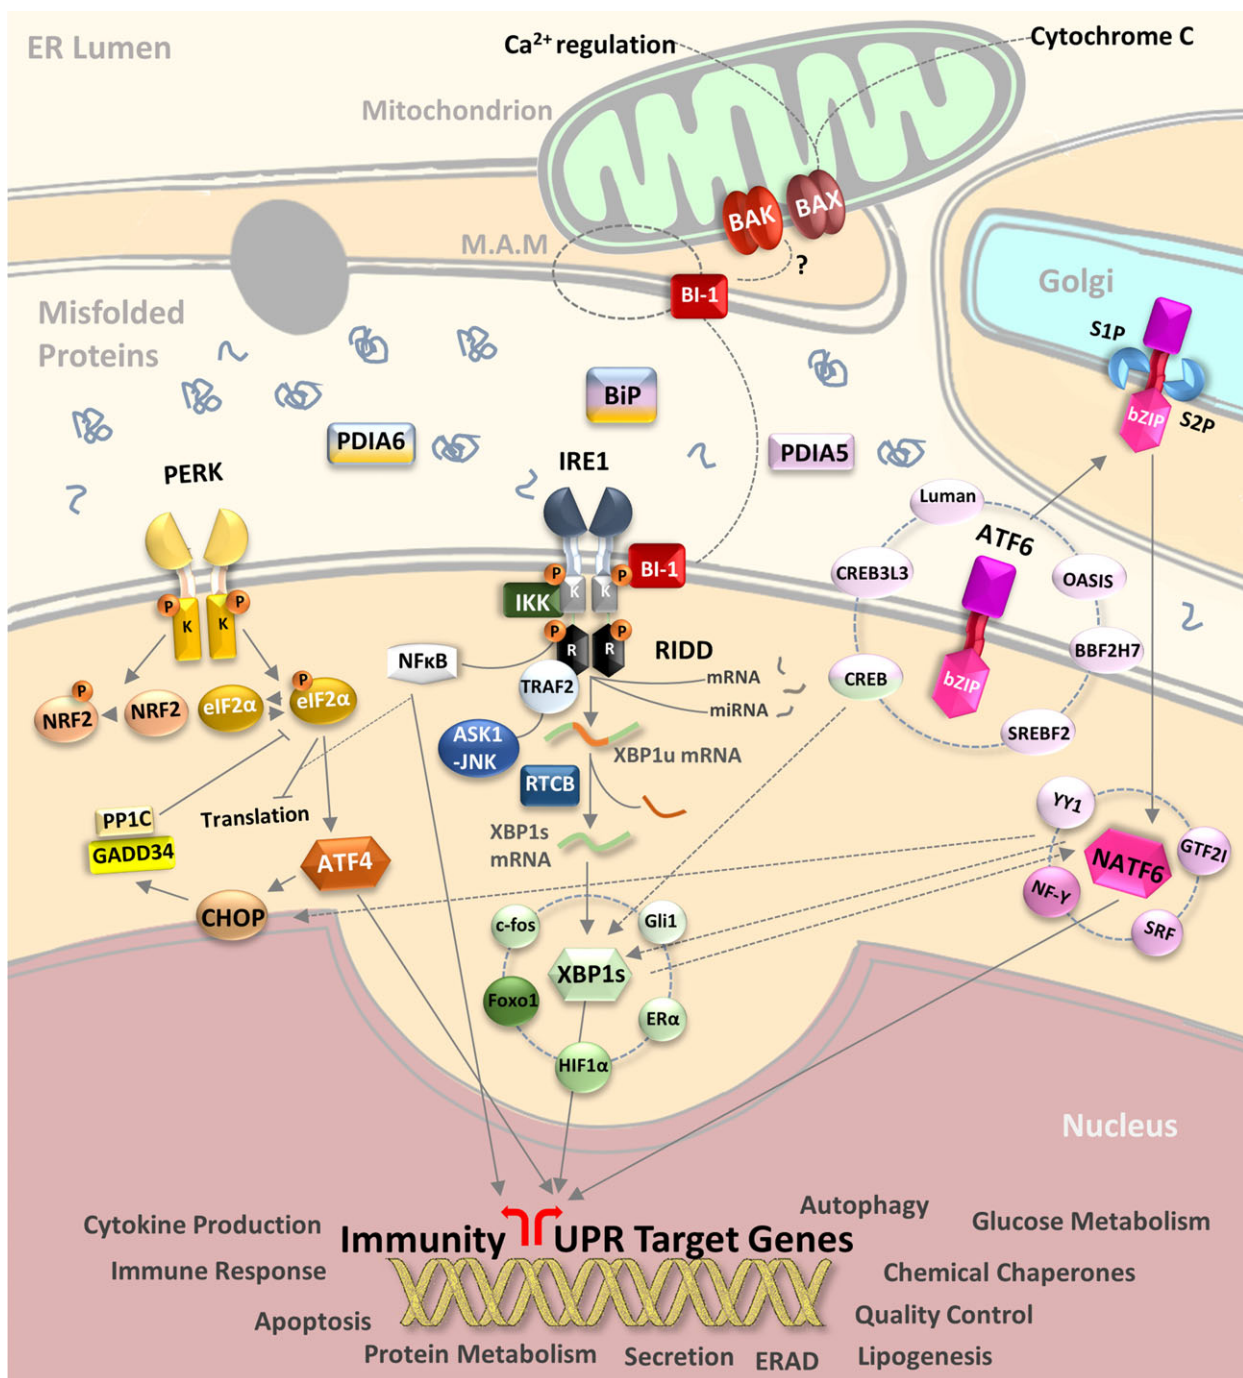 ER Lumen
Ca²⁺ regulation
Cytochrome C
Mitochondrion
BAK
BAX
M.A.M
?
BI-1
Golgi
Misfolded
Proteins
S1P
bZIP
S2P
BiP
PDIA6
PDIA5
PERK
IRE1
Luman
ATF6
CREB3L3
OASIS
BBF2H7
CREB
bZIP
SREBF2
P
P
K
K
P
P
BI-1
IKK
K
K
P
P
R
R
RIDD
NFκB
TRAF2
mRNA
miRNA
P
NRF2
NRF2
eIF2α
P
eIF2α
ASK1
-JNK
XBP1u mRNA
RTCB
Translation
PP1C
GADD34
XBP1s
mRNA
ATF4
CHOP
YY1
GTF2I
NATF6
NF-Y
SRF
c-fos
Gli1
XBP1s
Foxo1
ERα
HIF1α
Nucleus
Cytokine Production
Immune Response
Apoptosis
Immunity
UPR Target Genes
Autophagy
Glucose Metabolism
Chemical Chaperones
Quality Control
Protein Metabolism
Secretion
ERAD
Lipogenesis